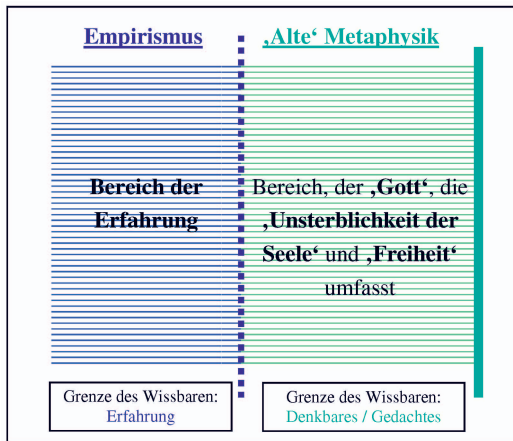 Empirismus
‚Alte‘ Metaphysik
Bereich der
Erfahrung
Bereich, der ‚Gott‘, die
‚Unsterblichkeit der
Seele‘ und ‚Freiheit‘
umfasst
Grenze des Wissbaren:
Erfahrung
Grenze des Wissbaren:
Denkbares / Gedachtes